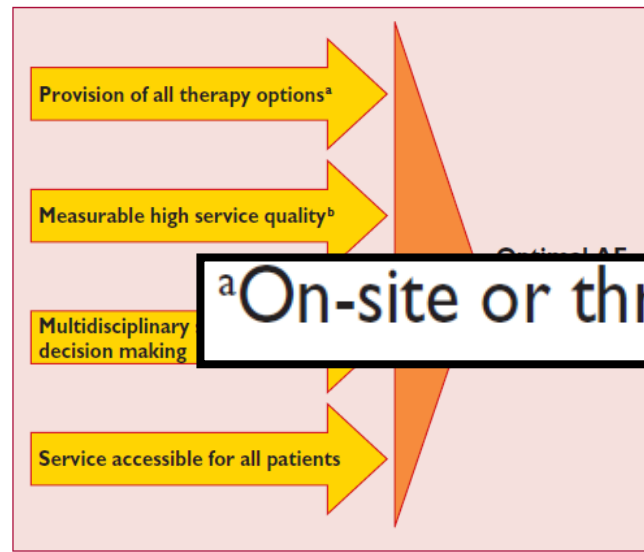 Provision of all therapy optionsᵃ
Measurable high service qualityᵇ
ᵃOn-site or
Multidisciplinary
decision making
Service accessible for all patients